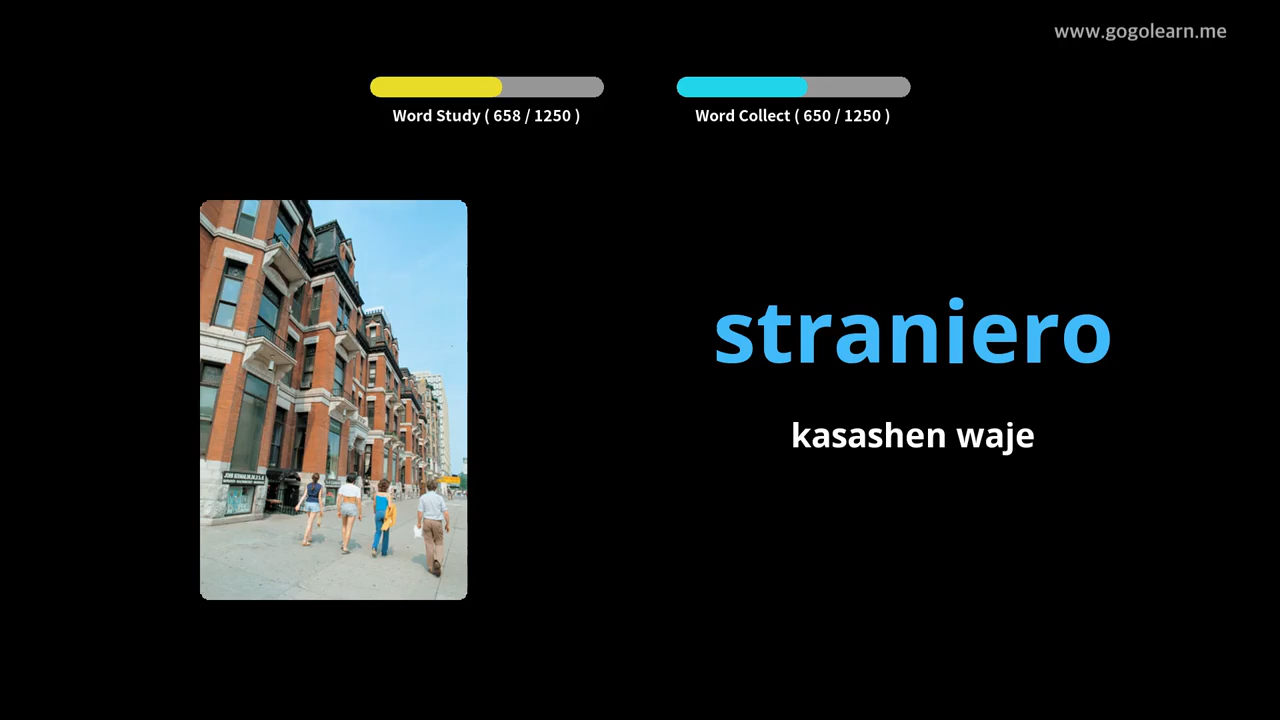 www.gogolearn.me
Word Study ( 658 / 1250 )
Word Collect ( 650 / 1250 )
straniero
kasashen waje